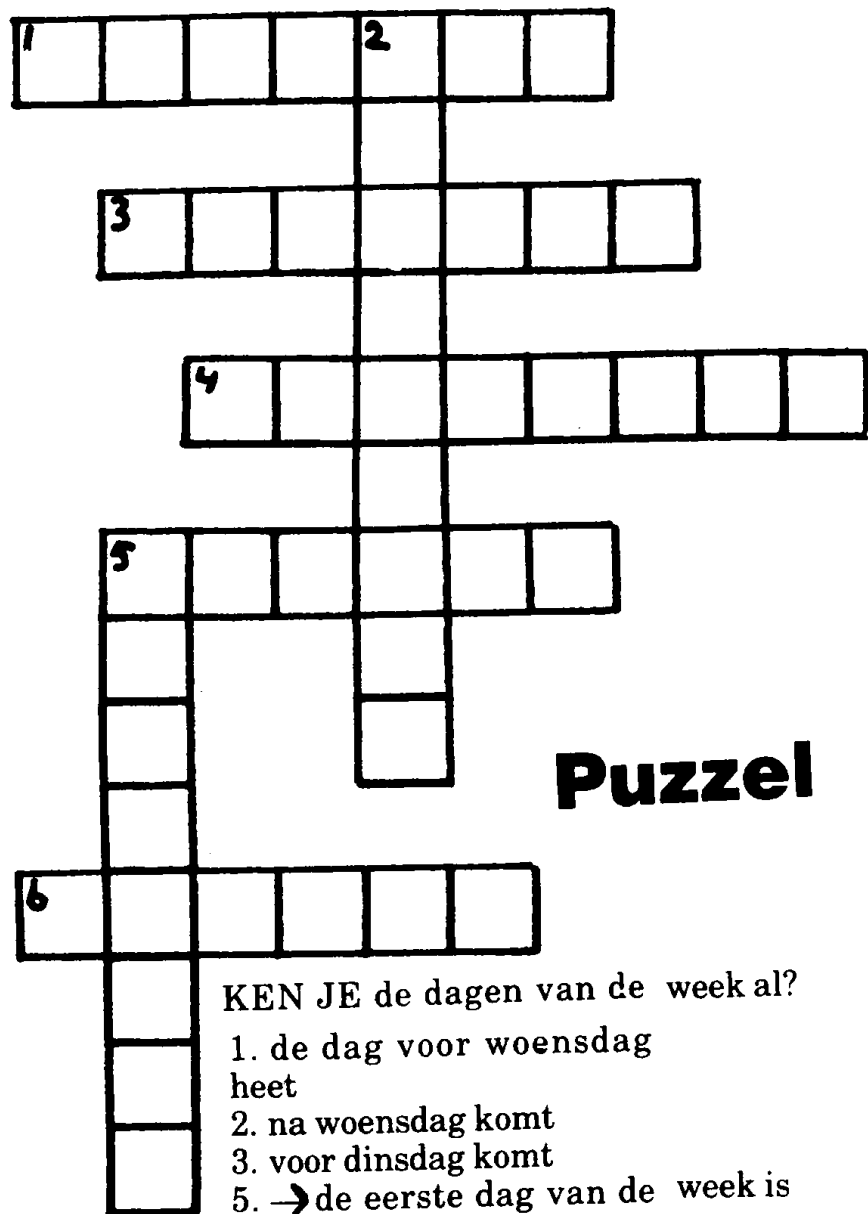 1
2
3
4
5
6
Puzzel
KEN JE de dagen van de week al?
1. de dag voor woensdag
heet
2. na woensdag komt
3. voor dinsdag komt
5. → de eerste dag van de week is